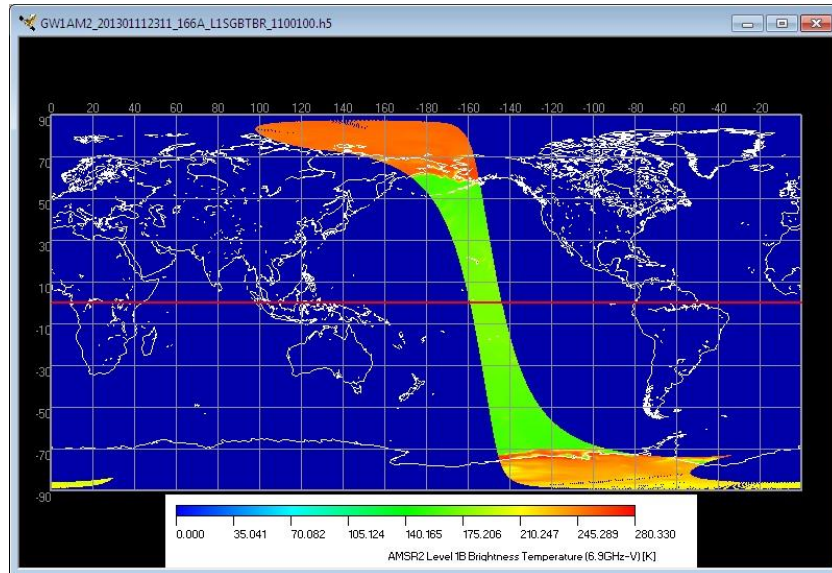 GW1AM2_201301112311_166A_L1SGBTBR_1100100.h5
0 20 40 60 80 100 120 140 160 180 -160 -140 -120 -100 -80 -60 -40 -20
90
70
50
30
10
-10
-30
-50
-70
-90
0.000 35.041 70.082 105.124 140.165 175.206 210.247 245.289 280.330
AMSR2 Level 1B Brightness Temperature (6.9GHz-V) [K]